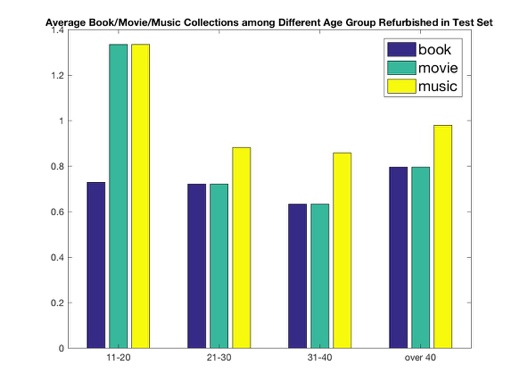 Average Book/Movie/Music Collections among Different Age Group Refurbished in Test Set
1.4
1.2
1
0.8
0.6
0.4
0.2
0
book
movie
music
11-20 21-30 31-40 over 40